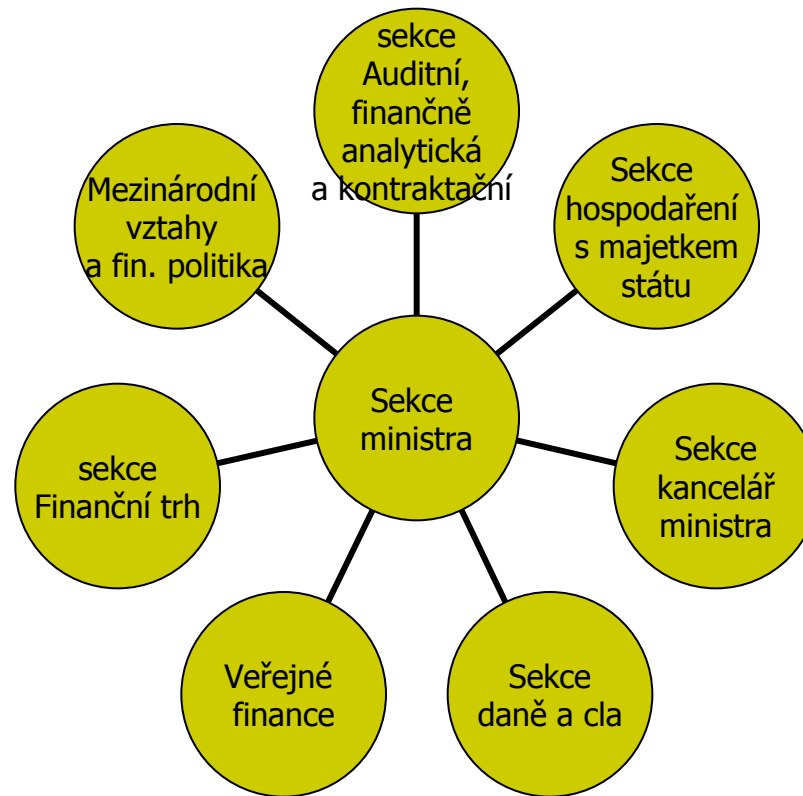 sekce
Auditní,
finančně
analytická
a kontraktační
Mezinárodní
vztahy
a fin. politika
Sekce
hospodaření
s majetkem
státu
Sekce
ministra
sekce
Finanční trh
Sekce
kancelář
ministra
Veřejné
finance
Sekce
daně a cla